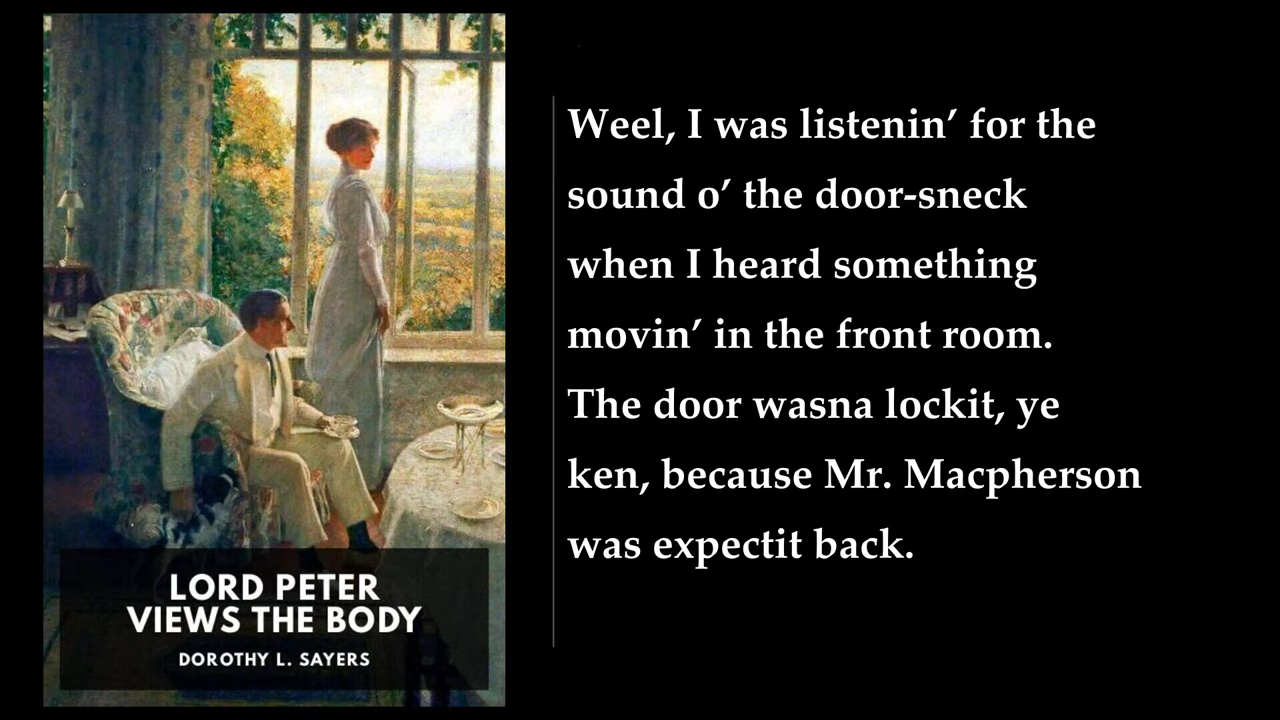 Weel, I was listenin’ for the
sound o’ the door-sneck
when I heard something
movin’ in the front room.
The door wasna lockit, ye
ken, because Mr. Macpherson
was expectit back.
LORD PETER
VIEWS THE BODY
DOROTHY L. SAYERS